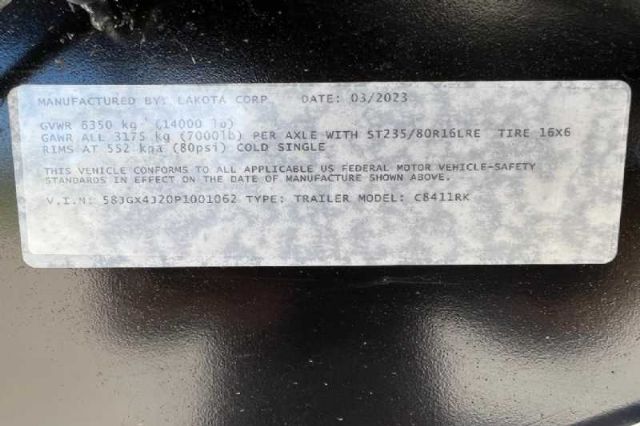 MANUFACTURED BY: LAKOTA CORP DATE: 03/2023
GVWR 6350 kg (14000 lb)
GAWR ALL 3175 kg (7000lb) PER AXLE WITH ST235/80R16LRE TIRE 16X6
RIMS AT 552 kpa (80psi) COLD SINGLE
THIS VEHICLE CONFORMS TO ALL APPLICABLE US FEDERAL MOTOR VEHICLE-SAFETY
STANDARDS IN EFFECT ON THE DATE OF MANUFACTURE SHOWN ABOVE.
V.I.N: 58JGX4J20P1001062 TYPE: TRAILER MODEL: C8411RK